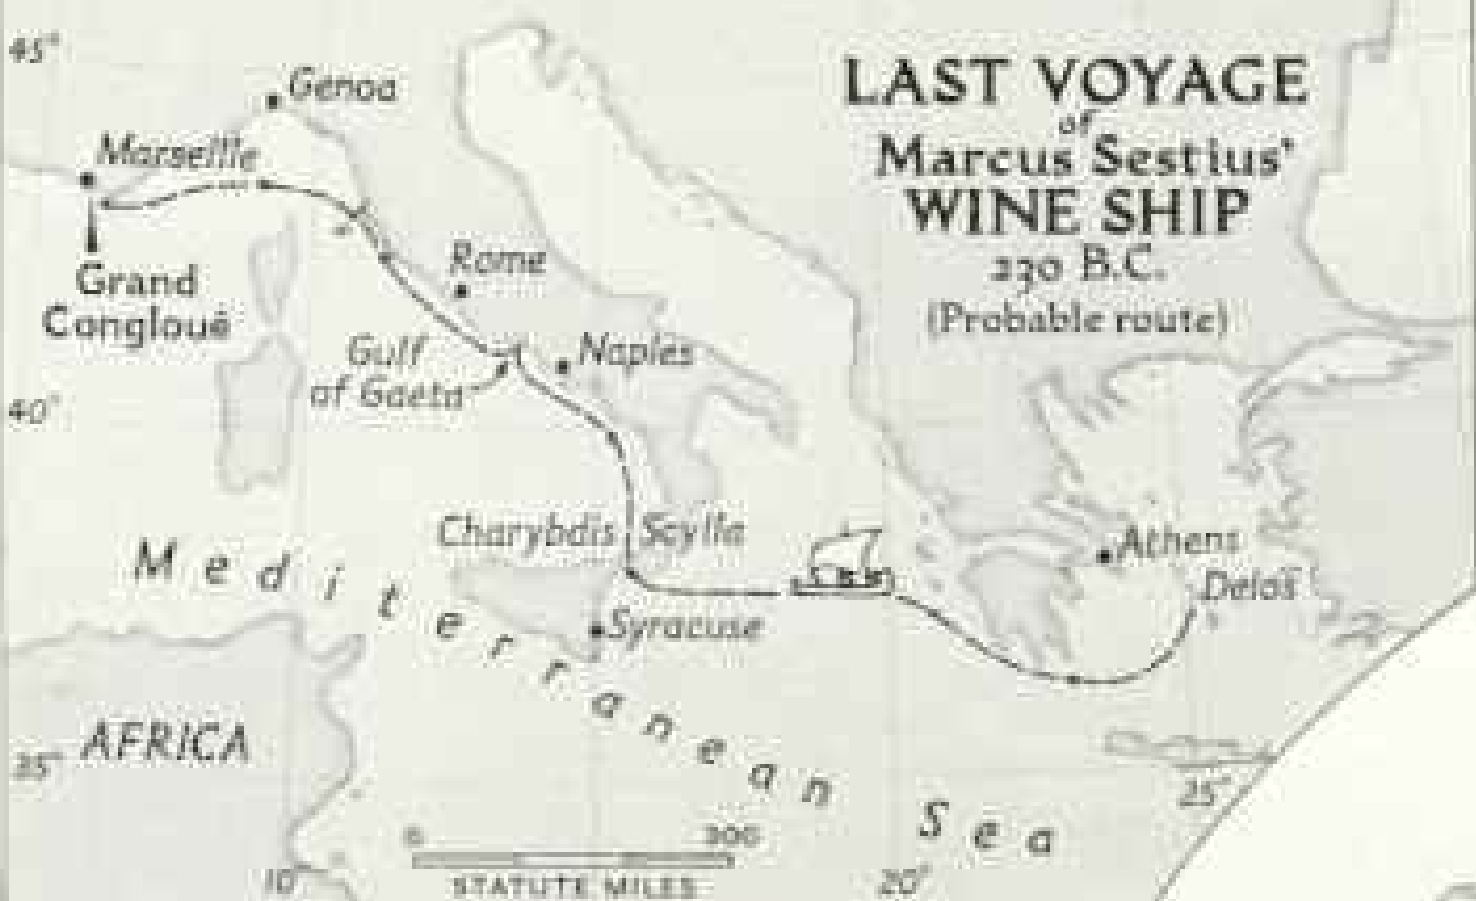 45°
Genoa
LAST VOYAGE
of
Marcus Sestius'
WINE SHIP
230 B.C.
(Probable route)
Marseille
Grand
Congloué
Rome
Gulf
of Gaeta
Naples
40°
Charybdis
Scylla
Athens
Delos
Syracuse
Mediterranean Sea
AFRICA
35°
25°
0 300
STATUTE MILES
10°
20°